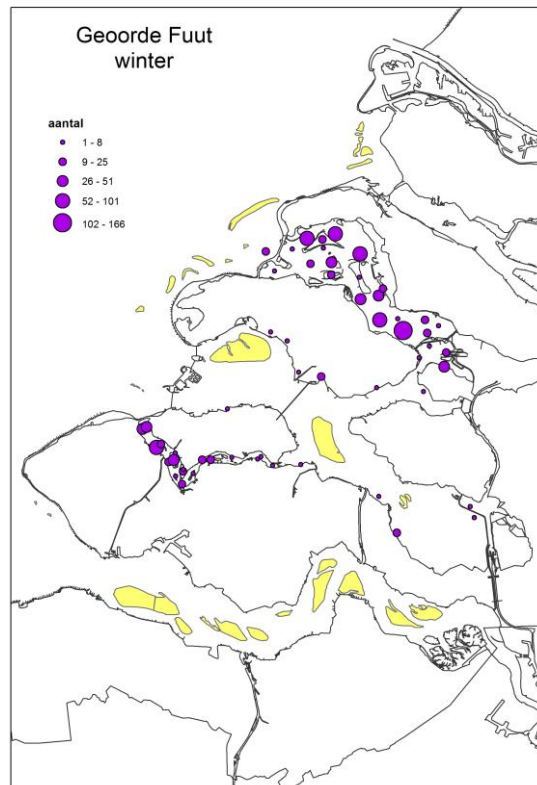 Geoorde Fuut
winter
aantal
1 - 8
9 - 25
26 - 51
52 - 101
102 - 166